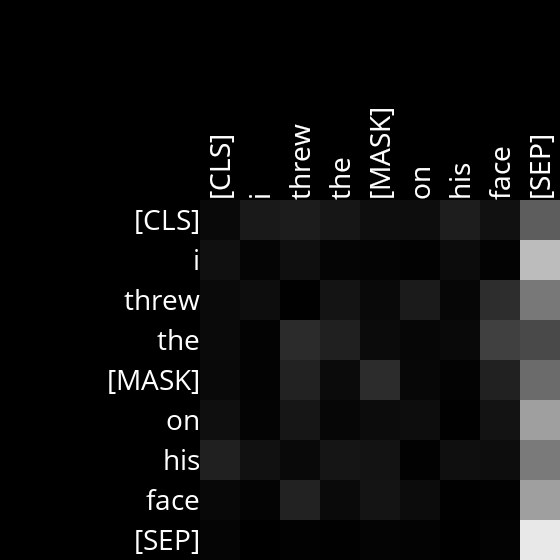 [CLS] i threw the [MASK] on his face [SEP]
[CLS]
i
threw
the
[MASK]
on
his
face
[SEP]